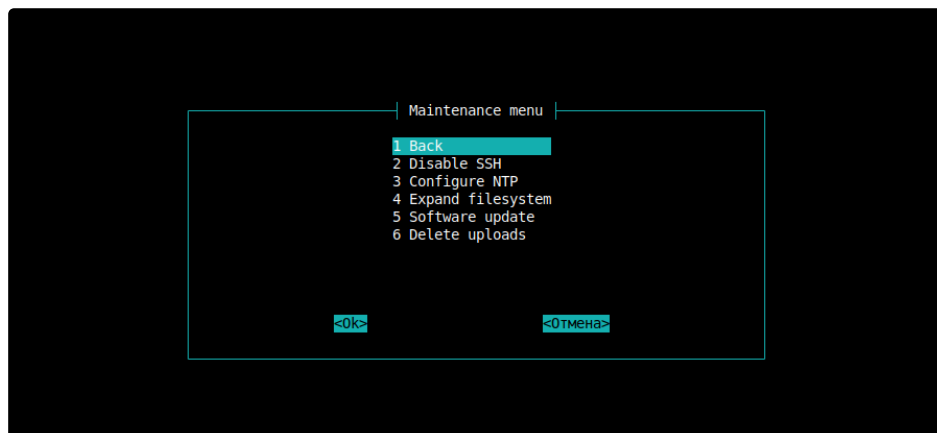 Maintenance menu
1 Back
2 Disable SSH
3 Configure NTP
4 Expand filesystem
5 Software update
6 Delete uploads
<Ok> <Отмена>